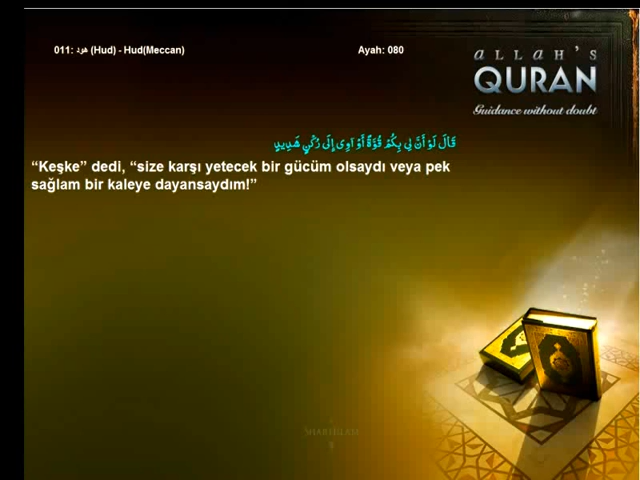 011: هود (Hud) - Hud(Meccan) Ayah: 080
ALLAH'S
QURAN
Guidance without doubt
قَالَ لَوْ أَنَّ لِي بِكُمْ قُوَّةً أَوْ آوِي إِلَى رُكْنٍ شَدِيدٍ
“Keşke” dedi, “size karşı yetecek bir gücüm olsaydı veya pek
sağlam bir kaleye dayansaydım!”